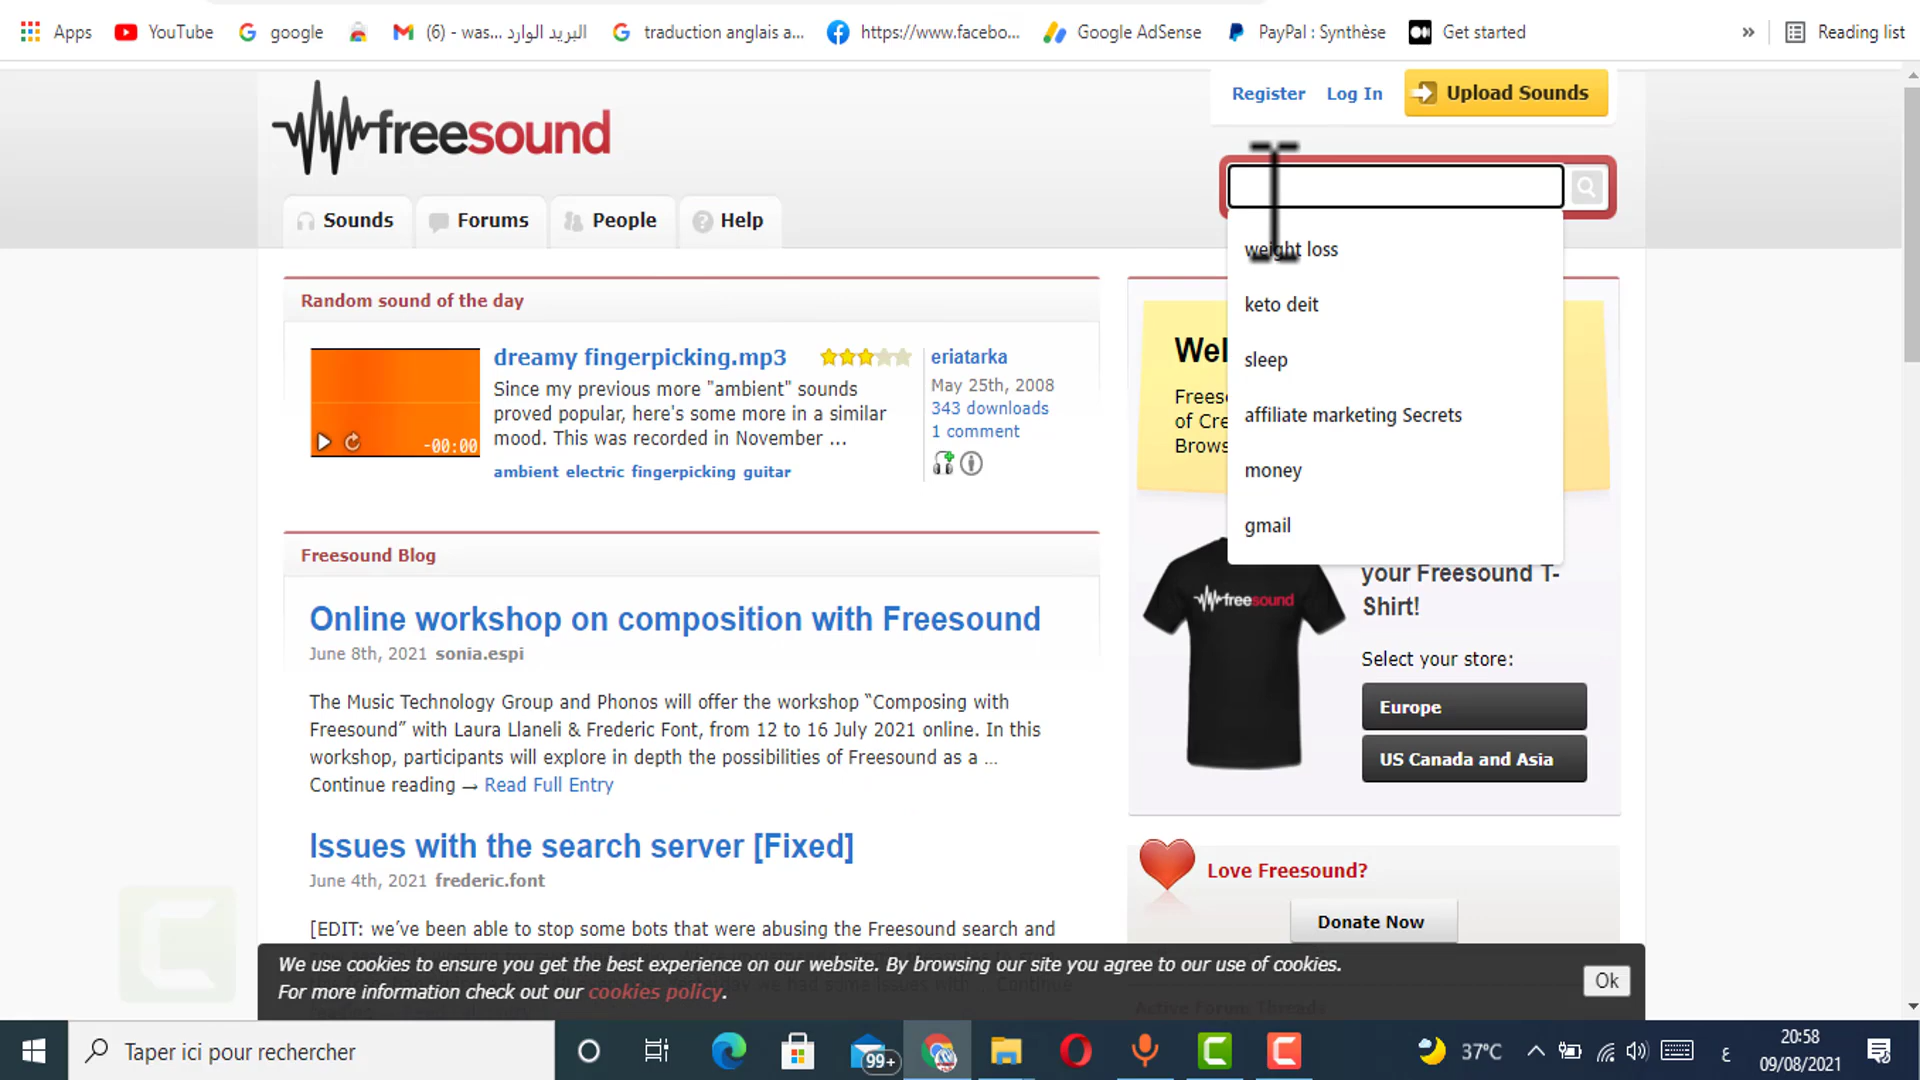 Apps
YouTube
google
(6) - was... البريد الوارد
traduction anglais a...
https://www.facebo...
Google AdSense
PayPal : Synthèse
Get started
»
Reading list
freesound
Register
Log In
Upload Sounds
Sounds
Forums
People
Help
weight loss
keto deit
sleep
affiliate marketing Secrets
money
gmail
Random sound of the day
dreamy fingerpicking.mp3
Since my previous more "ambient" sounds
proved popular, here's some more in a similar
mood. This was recorded in November ...
ambient electric fingerpicking guitar
-00:00
eriatarka
May 25th, 2008
343 downloads
1 comment
Wel
Frees
of Cre
Brows
Freesound Blog
Online workshop on composition with Freesound
June 8th, 2021 sonia.espi
The Music Technology Group and Phonos will offer the workshop “Composing with
Freesound” with Laura Llaneli & Frederic Font, from 12 to 16 July 2021 online. In this
workshop, participants will explore in depth the possibilities of Freesound as a ...
Continue reading → Read Full Entry
Issues with the search server [Fixed]
June 4th, 2021 frederic.font
[EDIT: we’ve been able to stop some bots that were abusing the Freesound search and
freesound
your Freesound T-
Shirt!
Select your store:
Europe
US Canada and Asia
Love Freesound?
Donate Now
Active Forum Threads
We use cookies to ensure you get the best experience on our website. By browsing our site you agree to our use of cookies.
For more information check out our cookies policy.
Ok
Taper ici pour rechercher
99+
37°C
ع
20:58
09/08/2021